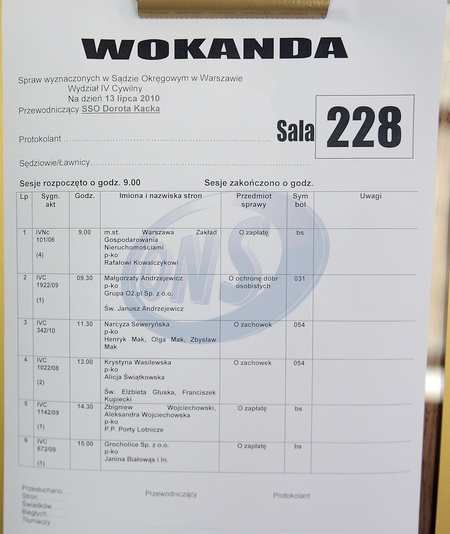 WOKANDA
Spraw wyznaczonych w Sądzie Okręgowym w Warszawie
Wydział IV Cywilny
Na dzień 13 lipca 2010
Przewodniczący SSO Dorota Kącka
Protokolant
Sala 228
Sędziowie/Ławnicy
Sesje rozpoczęto o godz. 9.00 Sesje zakończono o godz.
Lp Sygn. akt Godz. Imiona i nazwiska stron Przedmiot sprawy Sym bol Uwagi
1 IVNc 9.00 m.st. Warszawa Zakład O zapłatę bs
101/06 Gospodarowania
Nieruchomościami
(4) p-ko
Rafałowi Kowalczykowi
2 IVC 09.30 Małgorzaty Andrzejewicz O ochronę dóbr 031
1922/09 p-ko osobistych
Grupa O2.pl Sp. z o.o.
(1)
Św. Janusz Andrzejewicz
3 IVC 11.30 Narcyza Seweryńska O zachowek 054
342/10 p-ko
Henryk Mak, Olga Mak, Zbysław
Mak
4 IVC 13.00 Krystyna Wasilewska O zachowek 054
1022/08 p-ko
Alicja Świątkowska
(2)
Św. Elżbieta Głuska, Franciszek
Kupiecki
5 IVC 14.30 Zbigniew Wojciechowski, O zapłatę bs
1142/09 Aleksandra Wojciechowska
p-ko
(1) P.P. Porty Lotnicze
6 IVC 15.00 Grocholice Sp. z o.o. O zapłatę bs
672/09 p-ko
Janina Białowąs i In.
(1)
Przesłuchano Przewodniczący Protokolant
Stron
Świadków
Biegłych
Tłumaczy
ONS